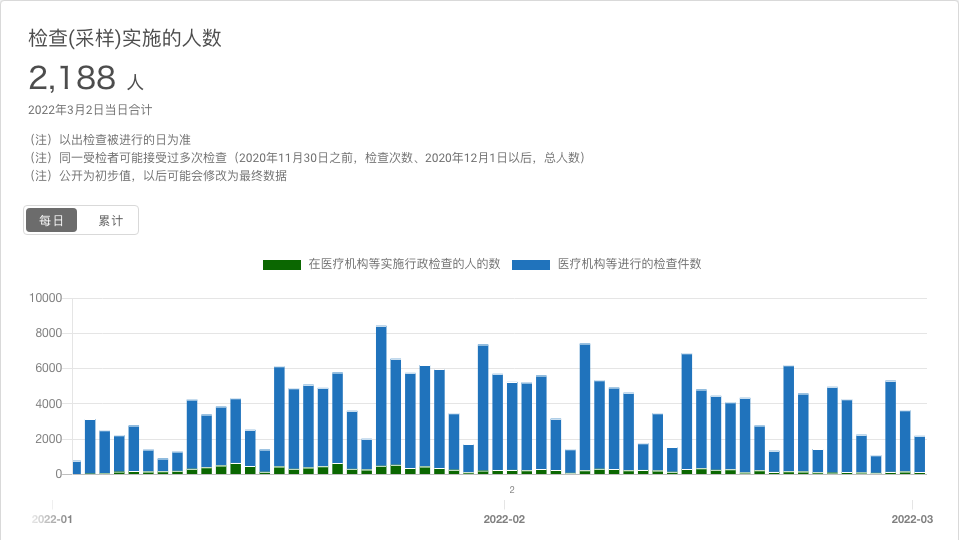 检查(采样)实施的人数
2,188 人
2022年3月2日当日合计
（注）以出检查被进行的日为准
（注）同一受检者可能接受过多次检查（2020年11月30日之前，检查次数、2020年12月1日以后，总人数）
（注）公开为初步值，以后可能会修改为最终数据
每日 累计
在医疗机构等实施行政检查的人的数 医疗机构等进行的检查件数
10000
8000
6000
4000
2000
0
2
2022-01 2022-02 2022-03